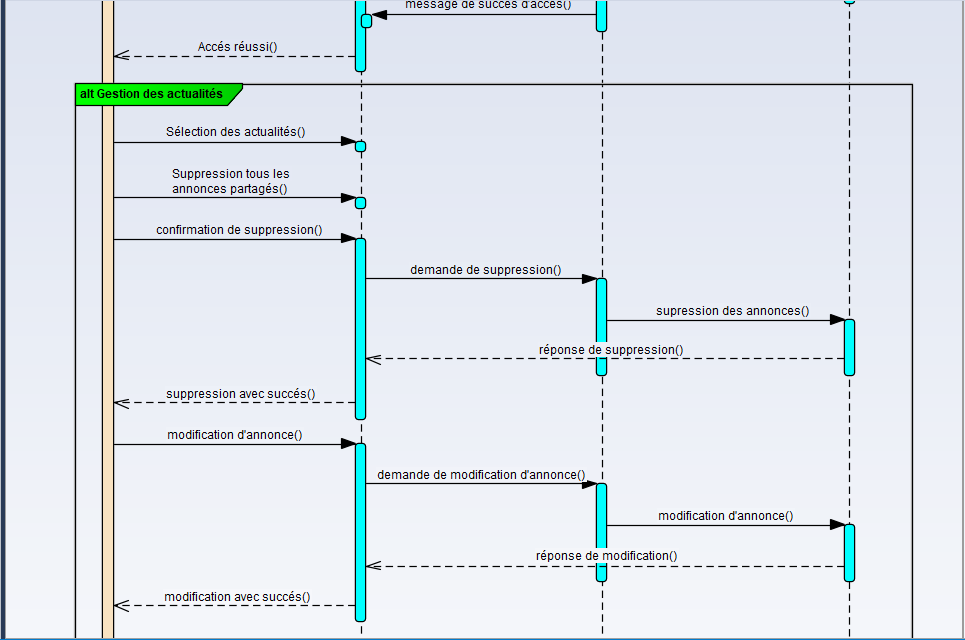 message de succés d'accés()
Accés réussi()
alt Gestion des actualités
Sélection des actualités()
Suppression tous les
annonces partagés()
confirmation de suppression()
demande de suppression()
supression des annonces()
réponse de suppression()
suppression avec succés()
modification d'annonce()
demande de modification d'annonce()
modification d'annonce()
réponse de modification()
modification avec succés()